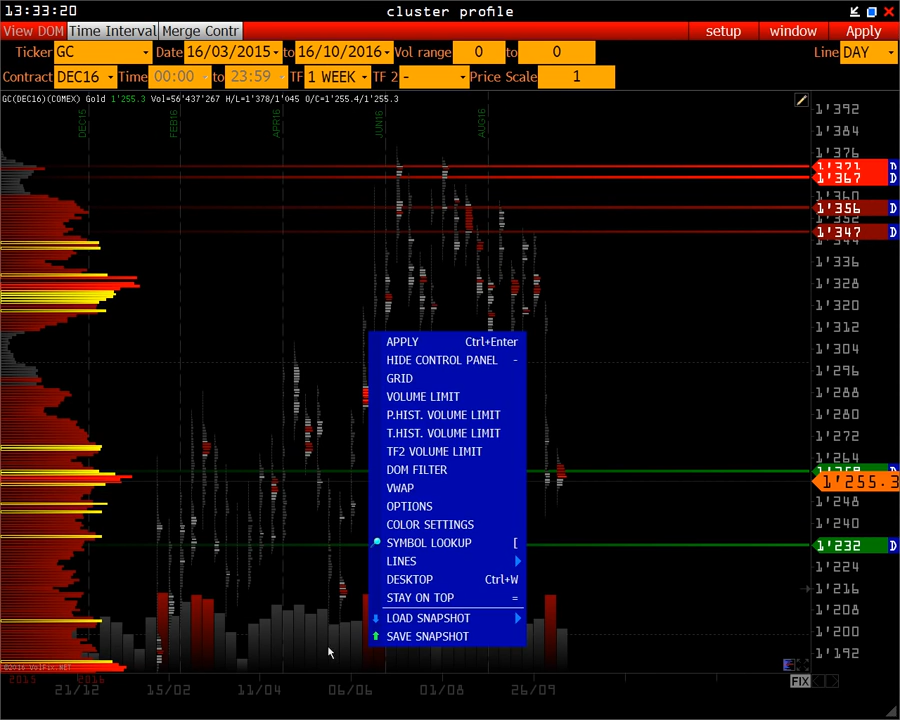 13:33:20 cluster profile
View DOM Time Interval Merge Contr setup window Apply
Ticker GC Date 16/03/2015 to 16/10/2016 Vol range 0 to 0 Line DAY
Contract DEC16 Time 00:00 to 23:59 TF 1 WEEK TF 2 - Price Scale 1
GC(DEC16)(COMEX) Gold 1'255.3 Vol=56'437'267 H/L=1'378/1'045 O/C=1'255.4/1'255.3
DEC15 FEB16 APR16 JUN16 AUG16
1'392
1'384
1'376
1'371 D
1'367 D
1'360
1'356 D
1'352
1'347 D
1'344
1'336
1'328
1'320
1'312
1'304
1'296
1'288
1'280
1'272
1'264
D
1'255.3
1'248
1'240
1'232 D
1'224
1'216
1'208
1'200
1'192
APPLY Ctrl+Enter
HIDE CONTROL PANEL -
GRID
VOLUME LIMIT
P.HIST. VOLUME LIMIT
T.HIST. VOLUME LIMIT
TF2 VOLUME LIMIT
DOM FILTER
VWAP
OPTIONS
COLOR SETTINGS
SYMBOL LOOKUP [
LINES
DESKTOP Ctrl+W
STAY ON TOP =
LOAD SNAPSHOT
SAVE SNAPSHOT
©2016 VolFix.NET
2015 2016
FIX
21/12 15/02 11/04 06/06 01/08 26/09